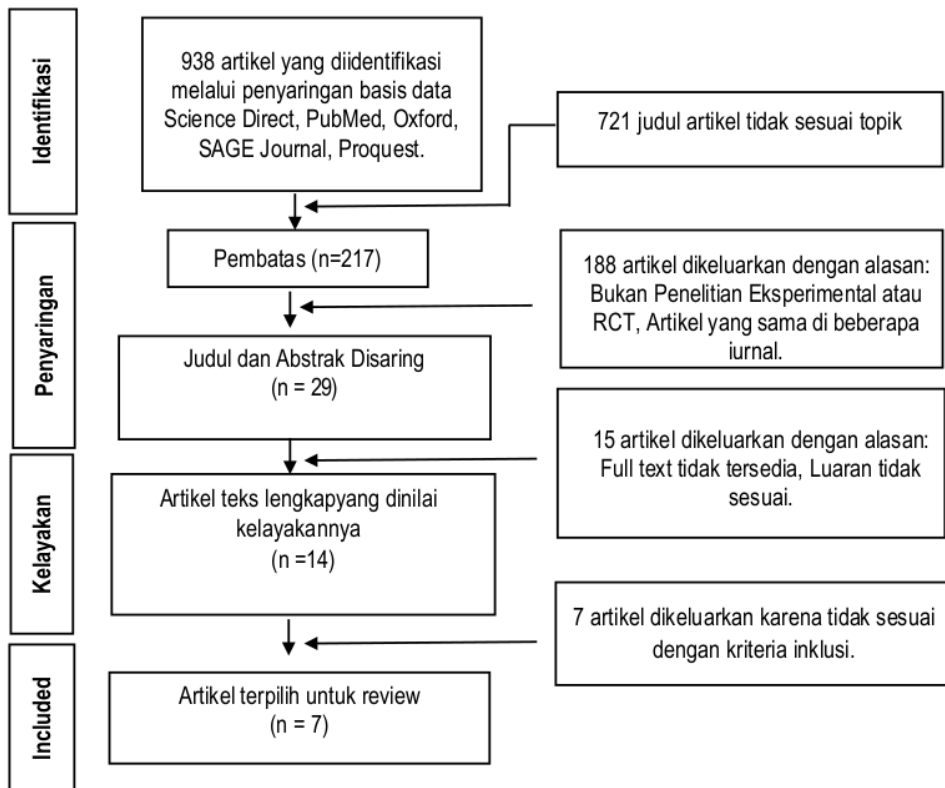 Identifikasi
938 artikel yang diidentifikasi
melalui penyaringan basis data
Science Direct, PubMed, Oxford,
SAGE Journal, Proquest.
721 judul artikel tidak sesuai topik
Penyaringan
Pembatas (n=217)
188 artikel dikeluarkan dengan alasan:
Bukan Penelitian Eksperimental atau
RCT, Artikel yang sama di beberapa
iurnal.
Judul dan Abstrak Disaring
(n = 29)
Kelayakan
15 artikel dikeluarkan dengan alasan:
Full text tidak tersedia, Luaran tidak
sesuai.
Artikel teks lengkapyang dinilai
kelayakannya
(n =14)
7 artikel dikeluarkan karena tidak sesuai
dengan kriteria inklusi.
Included
Artikel terpilih untuk review
(n = 7)